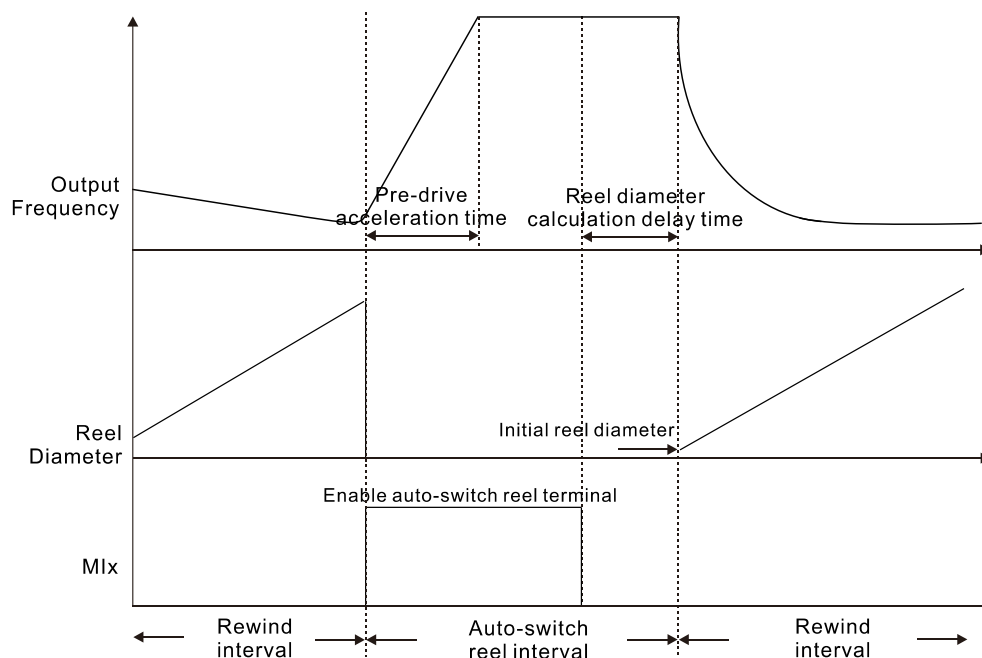 Output
Frequency
Pre-drive
acceleration time
Reel diameter
calculation delay time
Reel
Diameter
Initial reel diameter
Enable auto-switch reel terminal
MIx
Rewind
interval
Auto-switch
reel interval
Rewind
interval